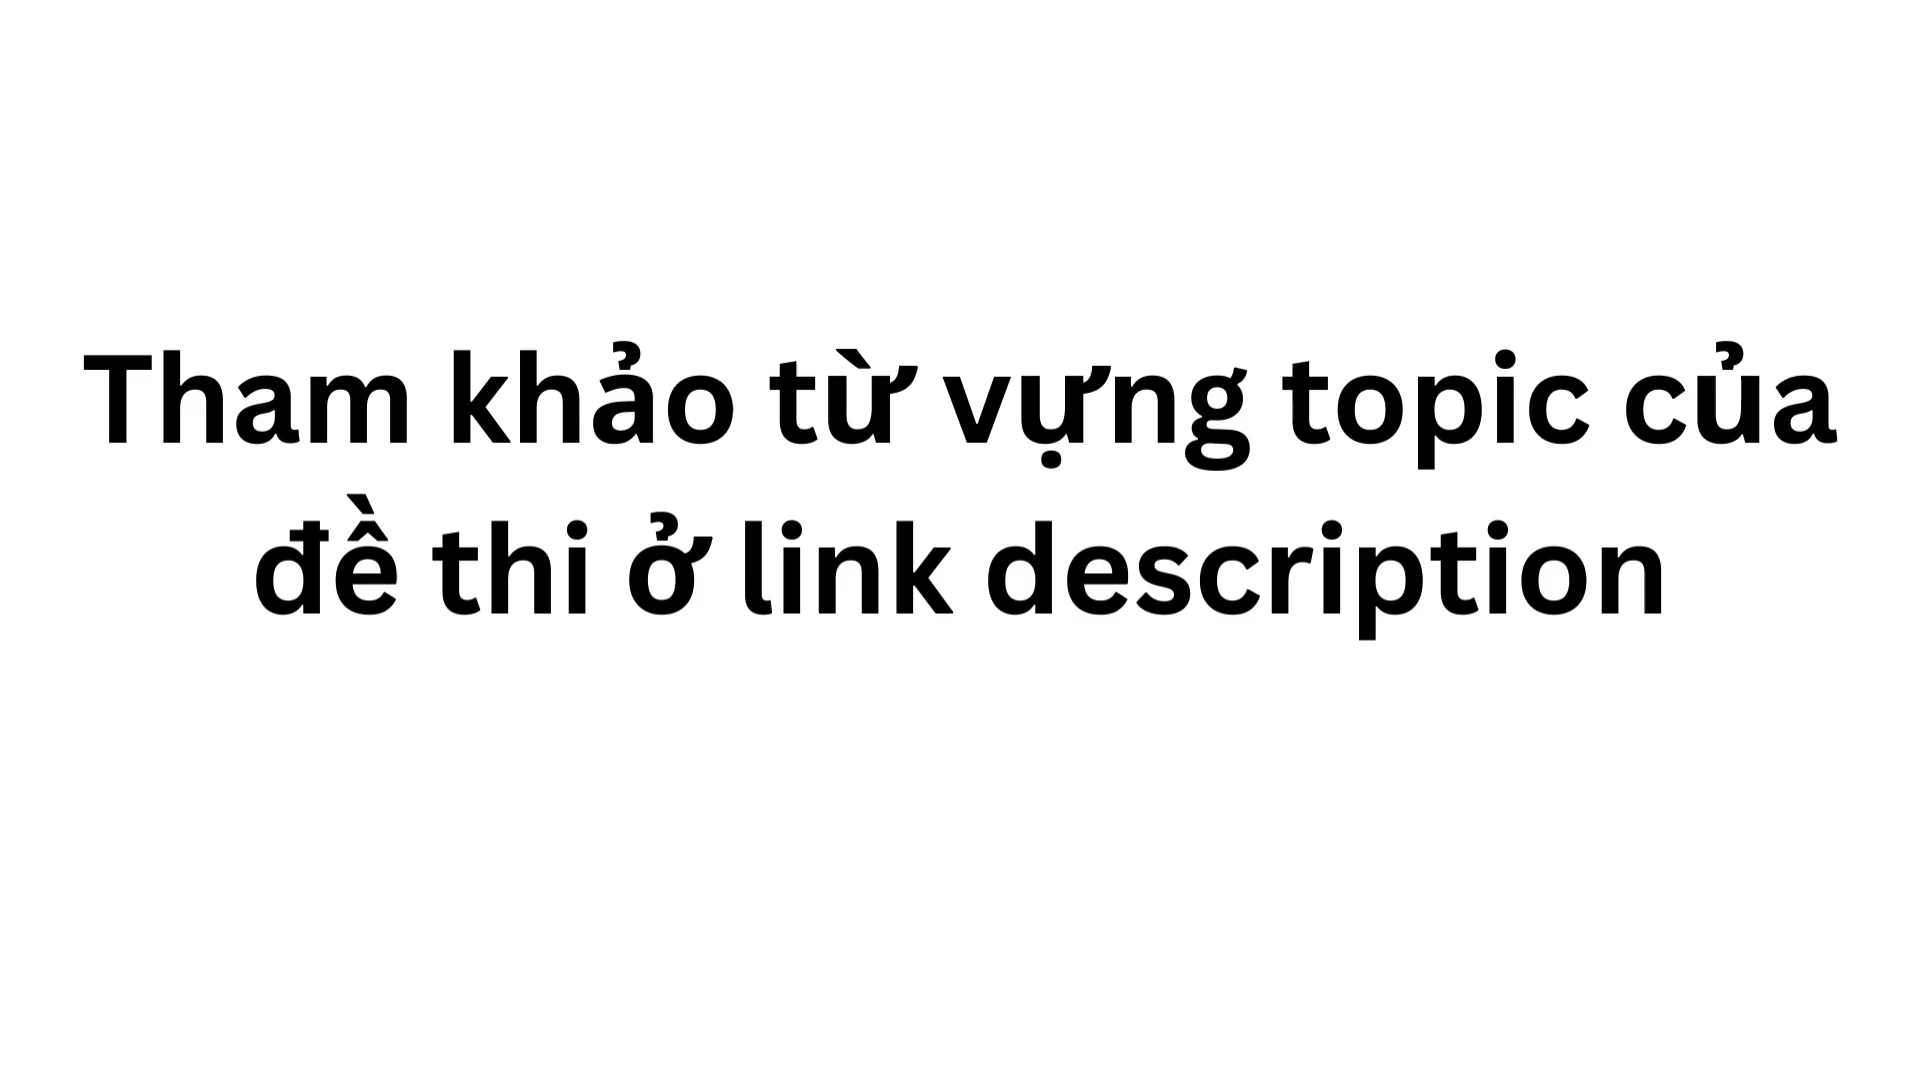 Tham khảo từ vựng topic của
đề thi ở link description